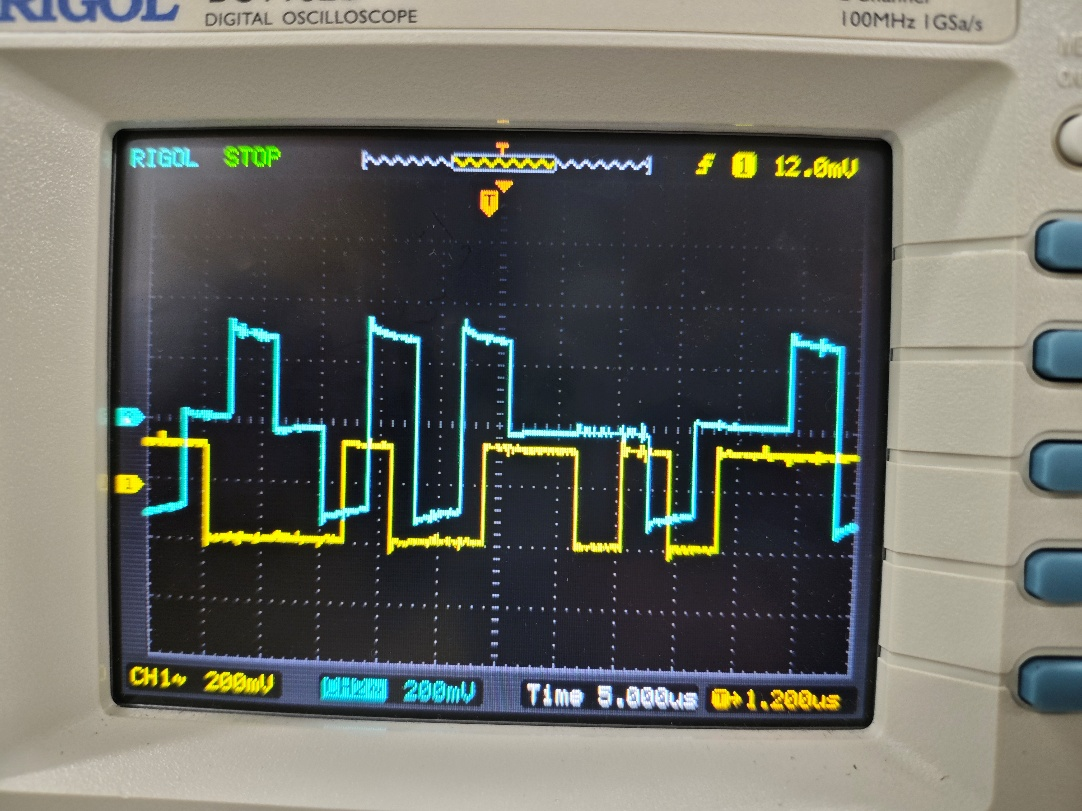 RIGOL
DIGITAL OSCILLOSCOPE
100MHz 1GSa/s
RIGOL STOP
T
1 12.0mV
T
1
CH1~ 200mV
200mV
Time 5.000us
T→1.200us